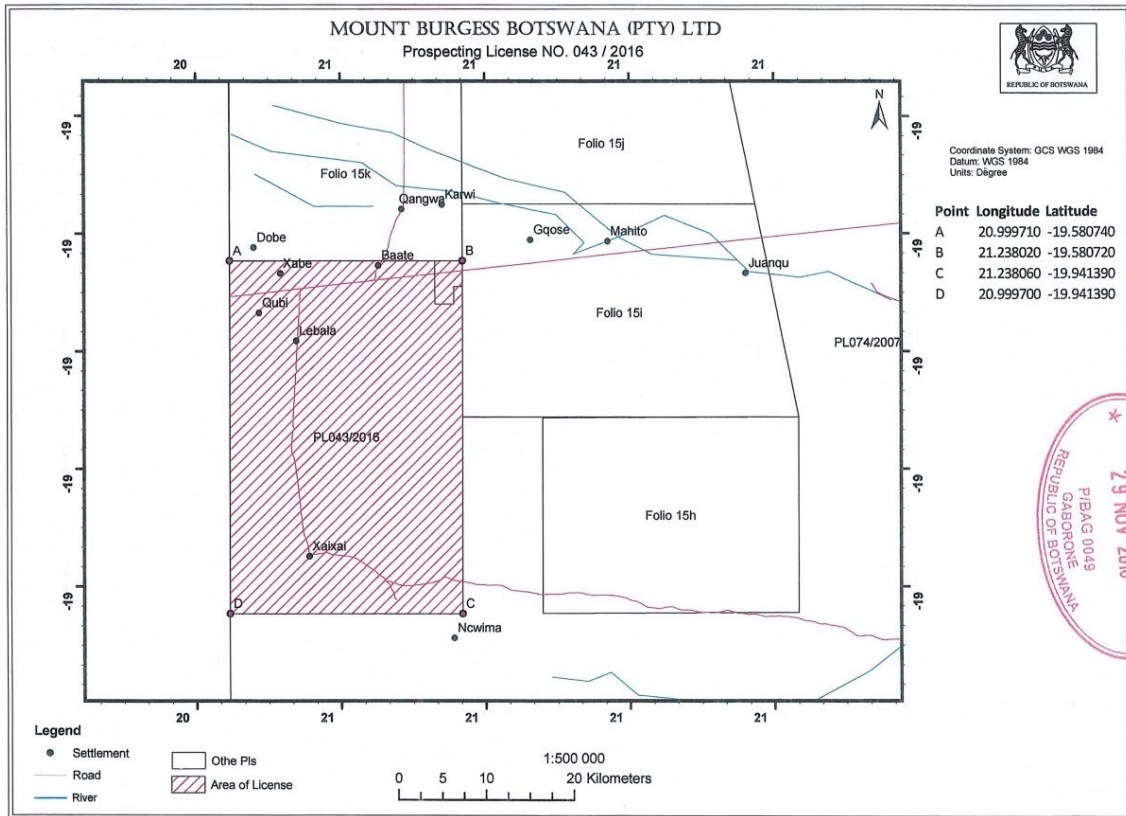 MOUNT BURGESS BOTSWANA (PTY) LTD
Prospecting License NO. 043 / 2016
REPUBLIC OF BOTSWANA
20 21 21 21 21
N
-19
-19
-19
-19
-19
-19
-19
-19
-19
-19
Folio 15j
Folio 15k
Qangwa
Karwi
Dobe
Gqose
Mahito
A
B
Baate
Xabe
Juanqu
Qubi
Folio 15i
Lebala
PL074/2007
PL043/2016
Folio 15h
Xaixai
D
C
Ncwima
20 21 21 21 21
Coordinate System: GCS WGS 1984
Datum: WGS 1984
Units: Degree
Point Longitude Latitude
A 20.999710 -19.580740
B 21.238020 -19.580720
C 21.238060 -19.941390
D 20.999700 -19.941390
29 NOV
P/BAG 0049
GABORONE
REPUBLIC OF BOTSWANA
Legend
Settlement
Road
River
Othe Pls
Area of License
1:500 000
0 5 10 20 Kilometers